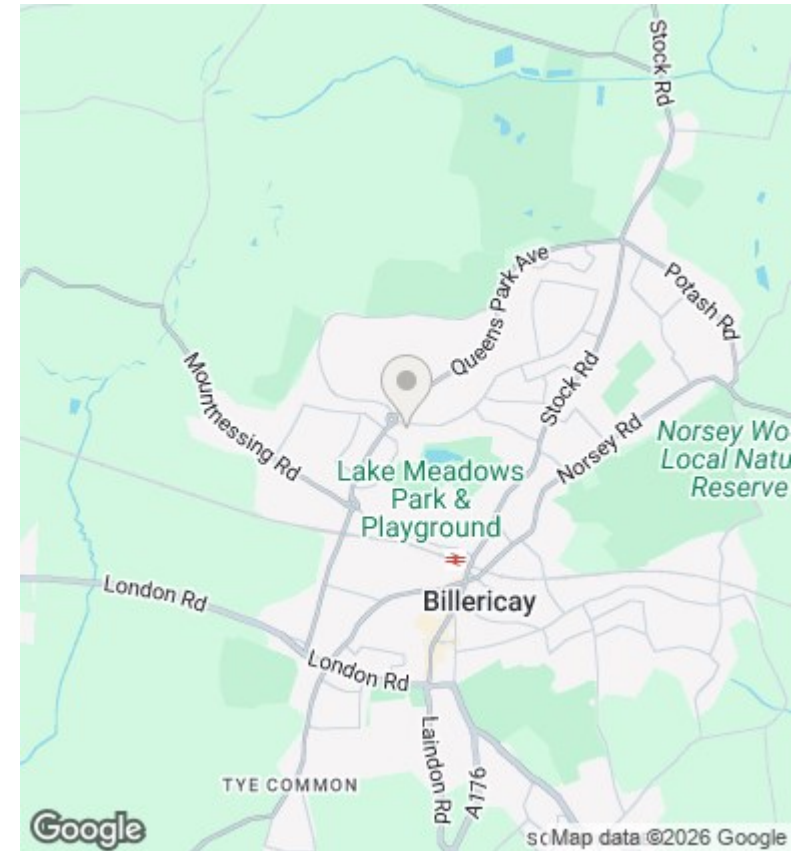 Stock Rd
Queens Park Ave
Potash Rd
Mountnessing Rd
Stock Rd
Norsey Rd
Norsey Wo
Local Natu
Reserve
Lake Meadows
Park &
Playground
London Rd
Billericay
London Rd
Laindon Rd
A176
TYE COMMON
Google
Map data ©2026 Google